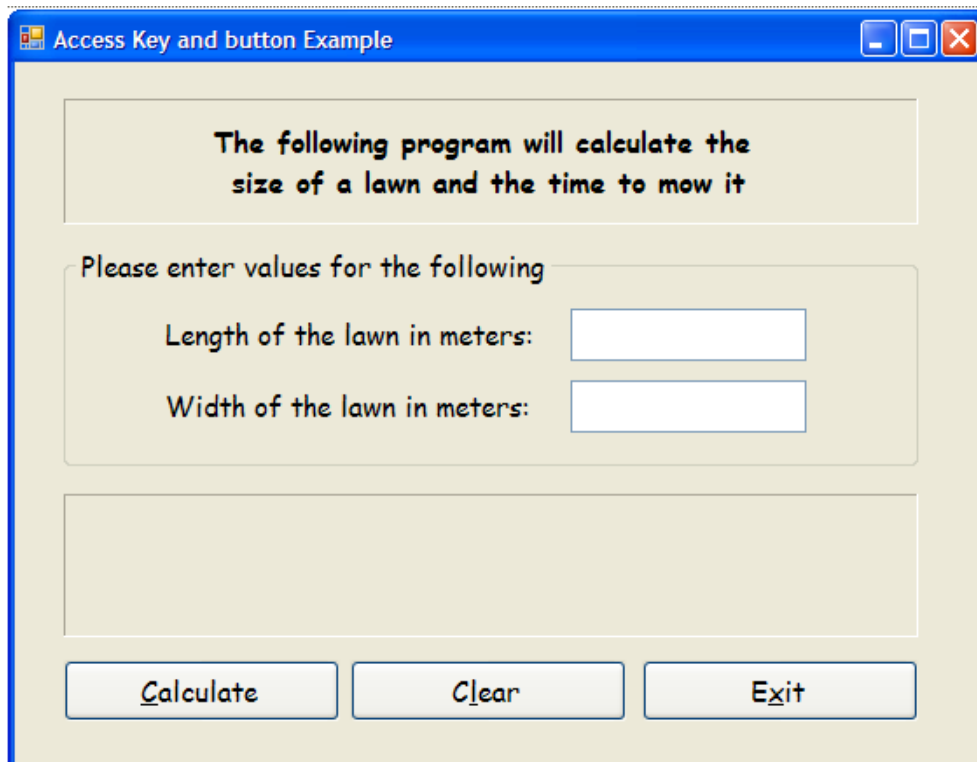 Access Key and button Example
The following program will calculate the
size of a lawn and the time to mow it
Please enter values for the following
Length of the lawn in meters:
Width of the lawn in meters:
Calculate Clear Exit